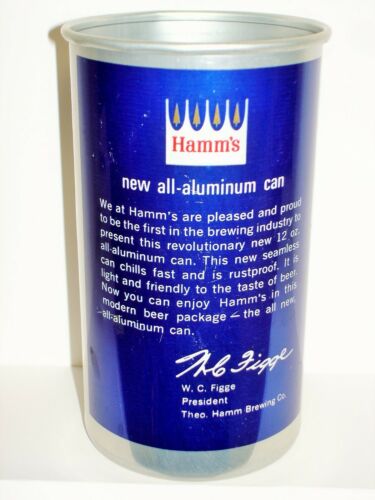 Hamm's
new all-aluminum can
We at Hamm's are pleased and proud
to be the first in the brewing industry to
present this revolutionary new 12 oz.
all-aluminum can. This new seamless
can chills fast and is rustproof. It is
light and friendly to the taste of beer.
Now you can enjoy Hamm's in this
modern beer package — the all new,
all-aluminum can.
W C Figge
W. C. Figge
President
Theo. Hamm Brewing Co.